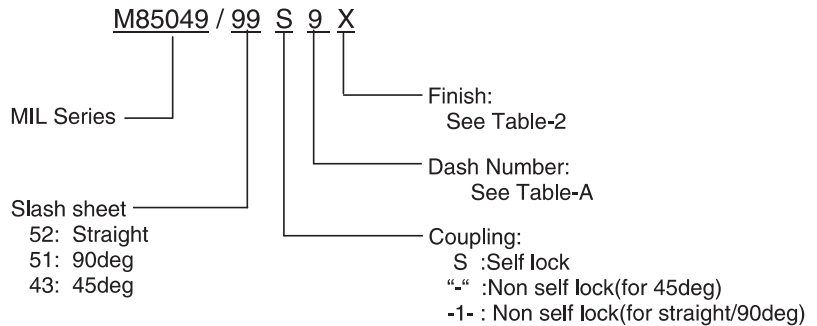 M85049 / 99 S 9 X
Finish:
See Table-2
MIL Series
Dash Number:
See Table-A
Slash sheet
52: Straight
51: 90deg
43: 45deg
Coupling:
S :Self lock
“-“ :Non self lock(for 45deg)
-1- : Non self lock(for straight/90deg)